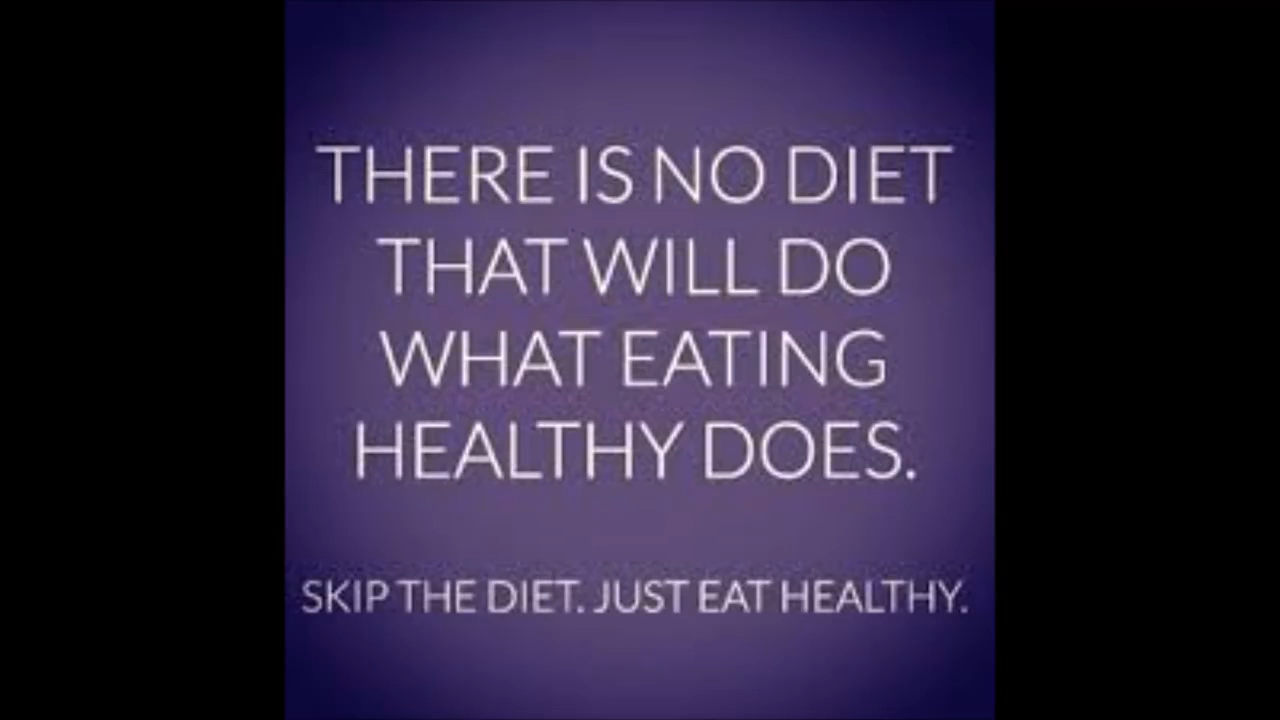 THERE IS NO DIET
THAT WILL DO
WHAT EATING
HEALTHY DOES.
SKIP THE DIET. JUST EAT HEALTHY.